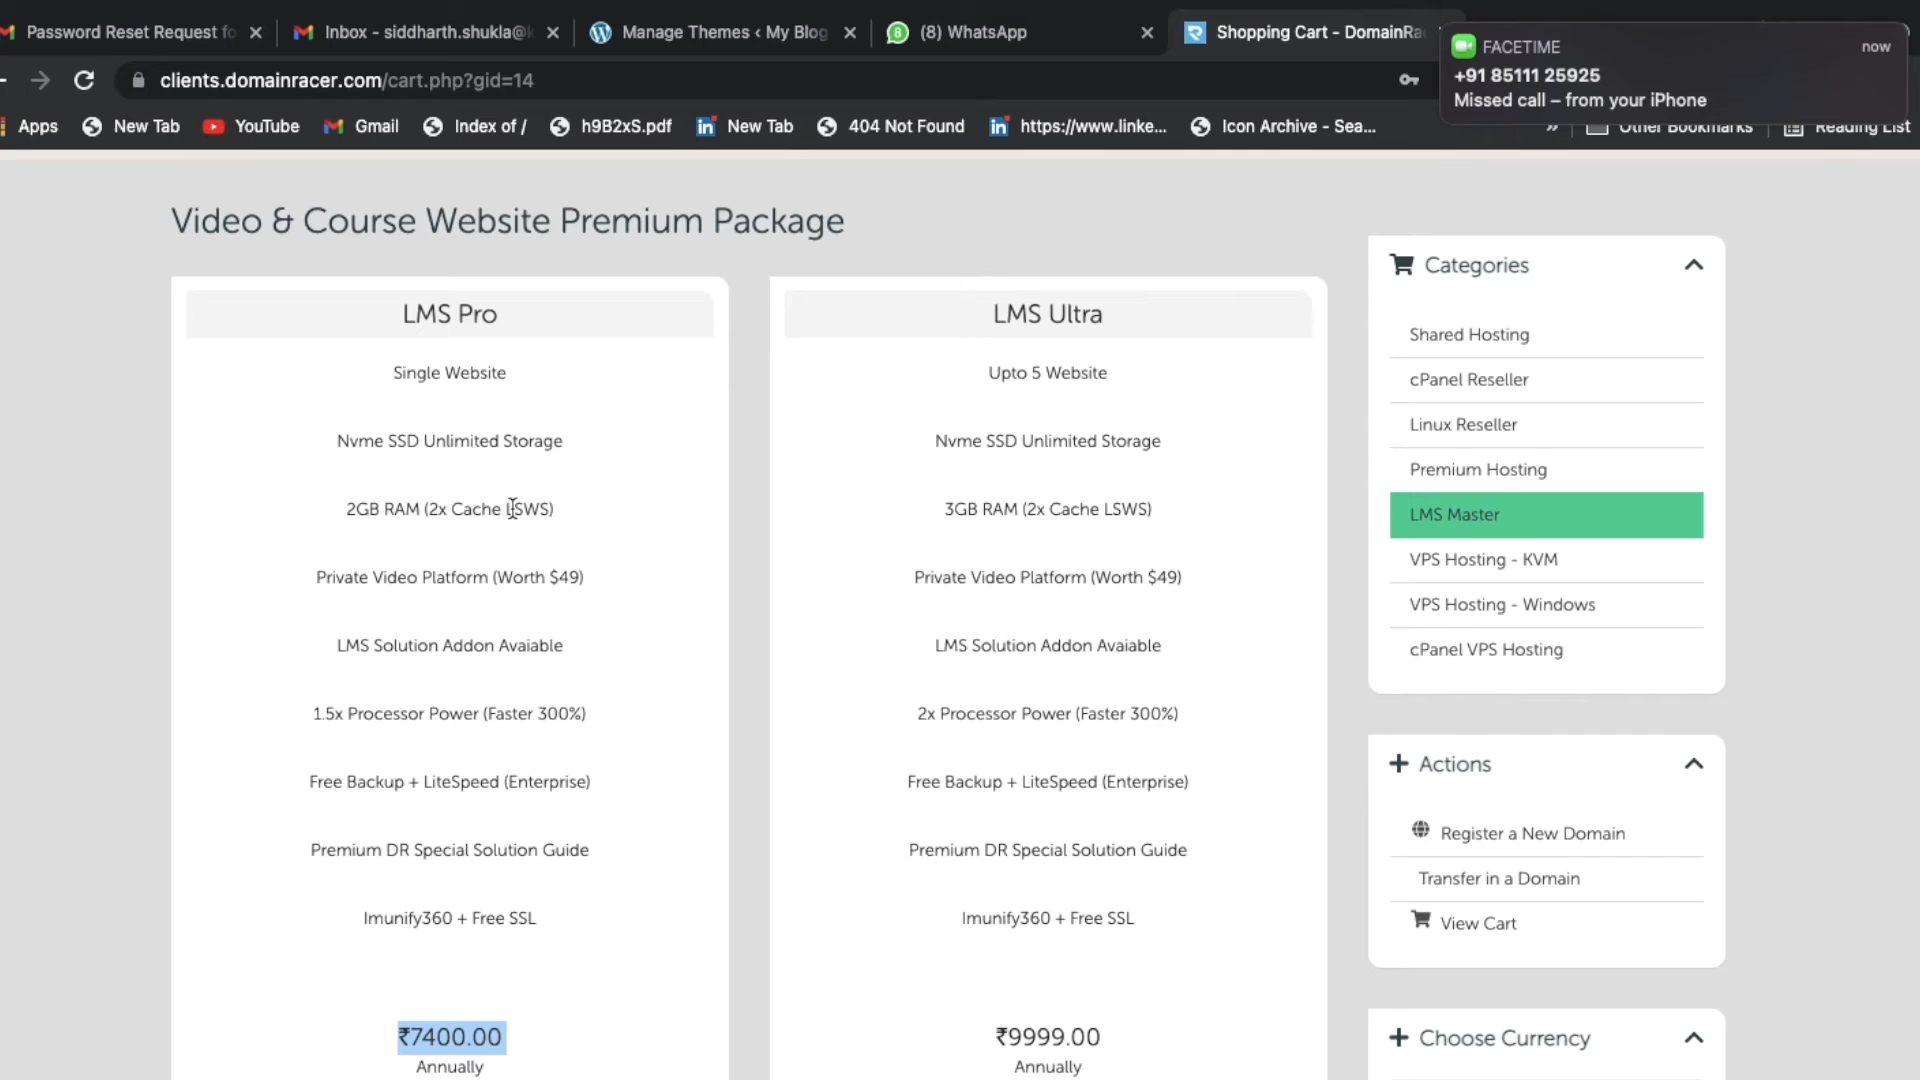 Password Reset Request fo
Inbox - siddharth.shukla@k
Manage Themes ‹ My Blog
8
(8) WhatsApp
Shopping Cart - DomainRa
FACETIME
now
+91 85111 25925
Missed call – from your iPhone
clients.domainracer.com/cart.php?gid=14
Apps
New Tab
YouTube
Gmail
Index of /
h9B2xS.pdf
in
New Tab
404 Not Found
in
https://www.linke...
Icon Archive - Sea...
»
Other Bookmarks
Reading List
Video & Course Website Premium Package
LMS Pro
Single Website
Nvme SSD Unlimited Storage
2GB RAM (2x Cache LSWS)
Private Video Platform (Worth $49)
LMS Solution Addon Avaiable
1.5x Processor Power (Faster 300%)
Free Backup + LiteSpeed (Enterprise)
Premium DR Special Solution Guide
Imunify360 + Free SSL
₹7400.00
Annually
LMS Ultra
Upto 5 Website
Nvme SSD Unlimited Storage
3GB RAM (2x Cache LSWS)
Private Video Platform (Worth $49)
LMS Solution Addon Avaiable
2x Processor Power (Faster 300%)
Free Backup + LiteSpeed (Enterprise)
Premium DR Special Solution Guide
Imunify360 + Free SSL
₹9999.00
Annually
Categories
Shared Hosting
cPanel Reseller
Linux Reseller
Premium Hosting
LMS Master
VPS Hosting - KVM
VPS Hosting - Windows
cPanel VPS Hosting
Actions
Register a New Domain
Transfer in a Domain
View Cart
Choose Currency